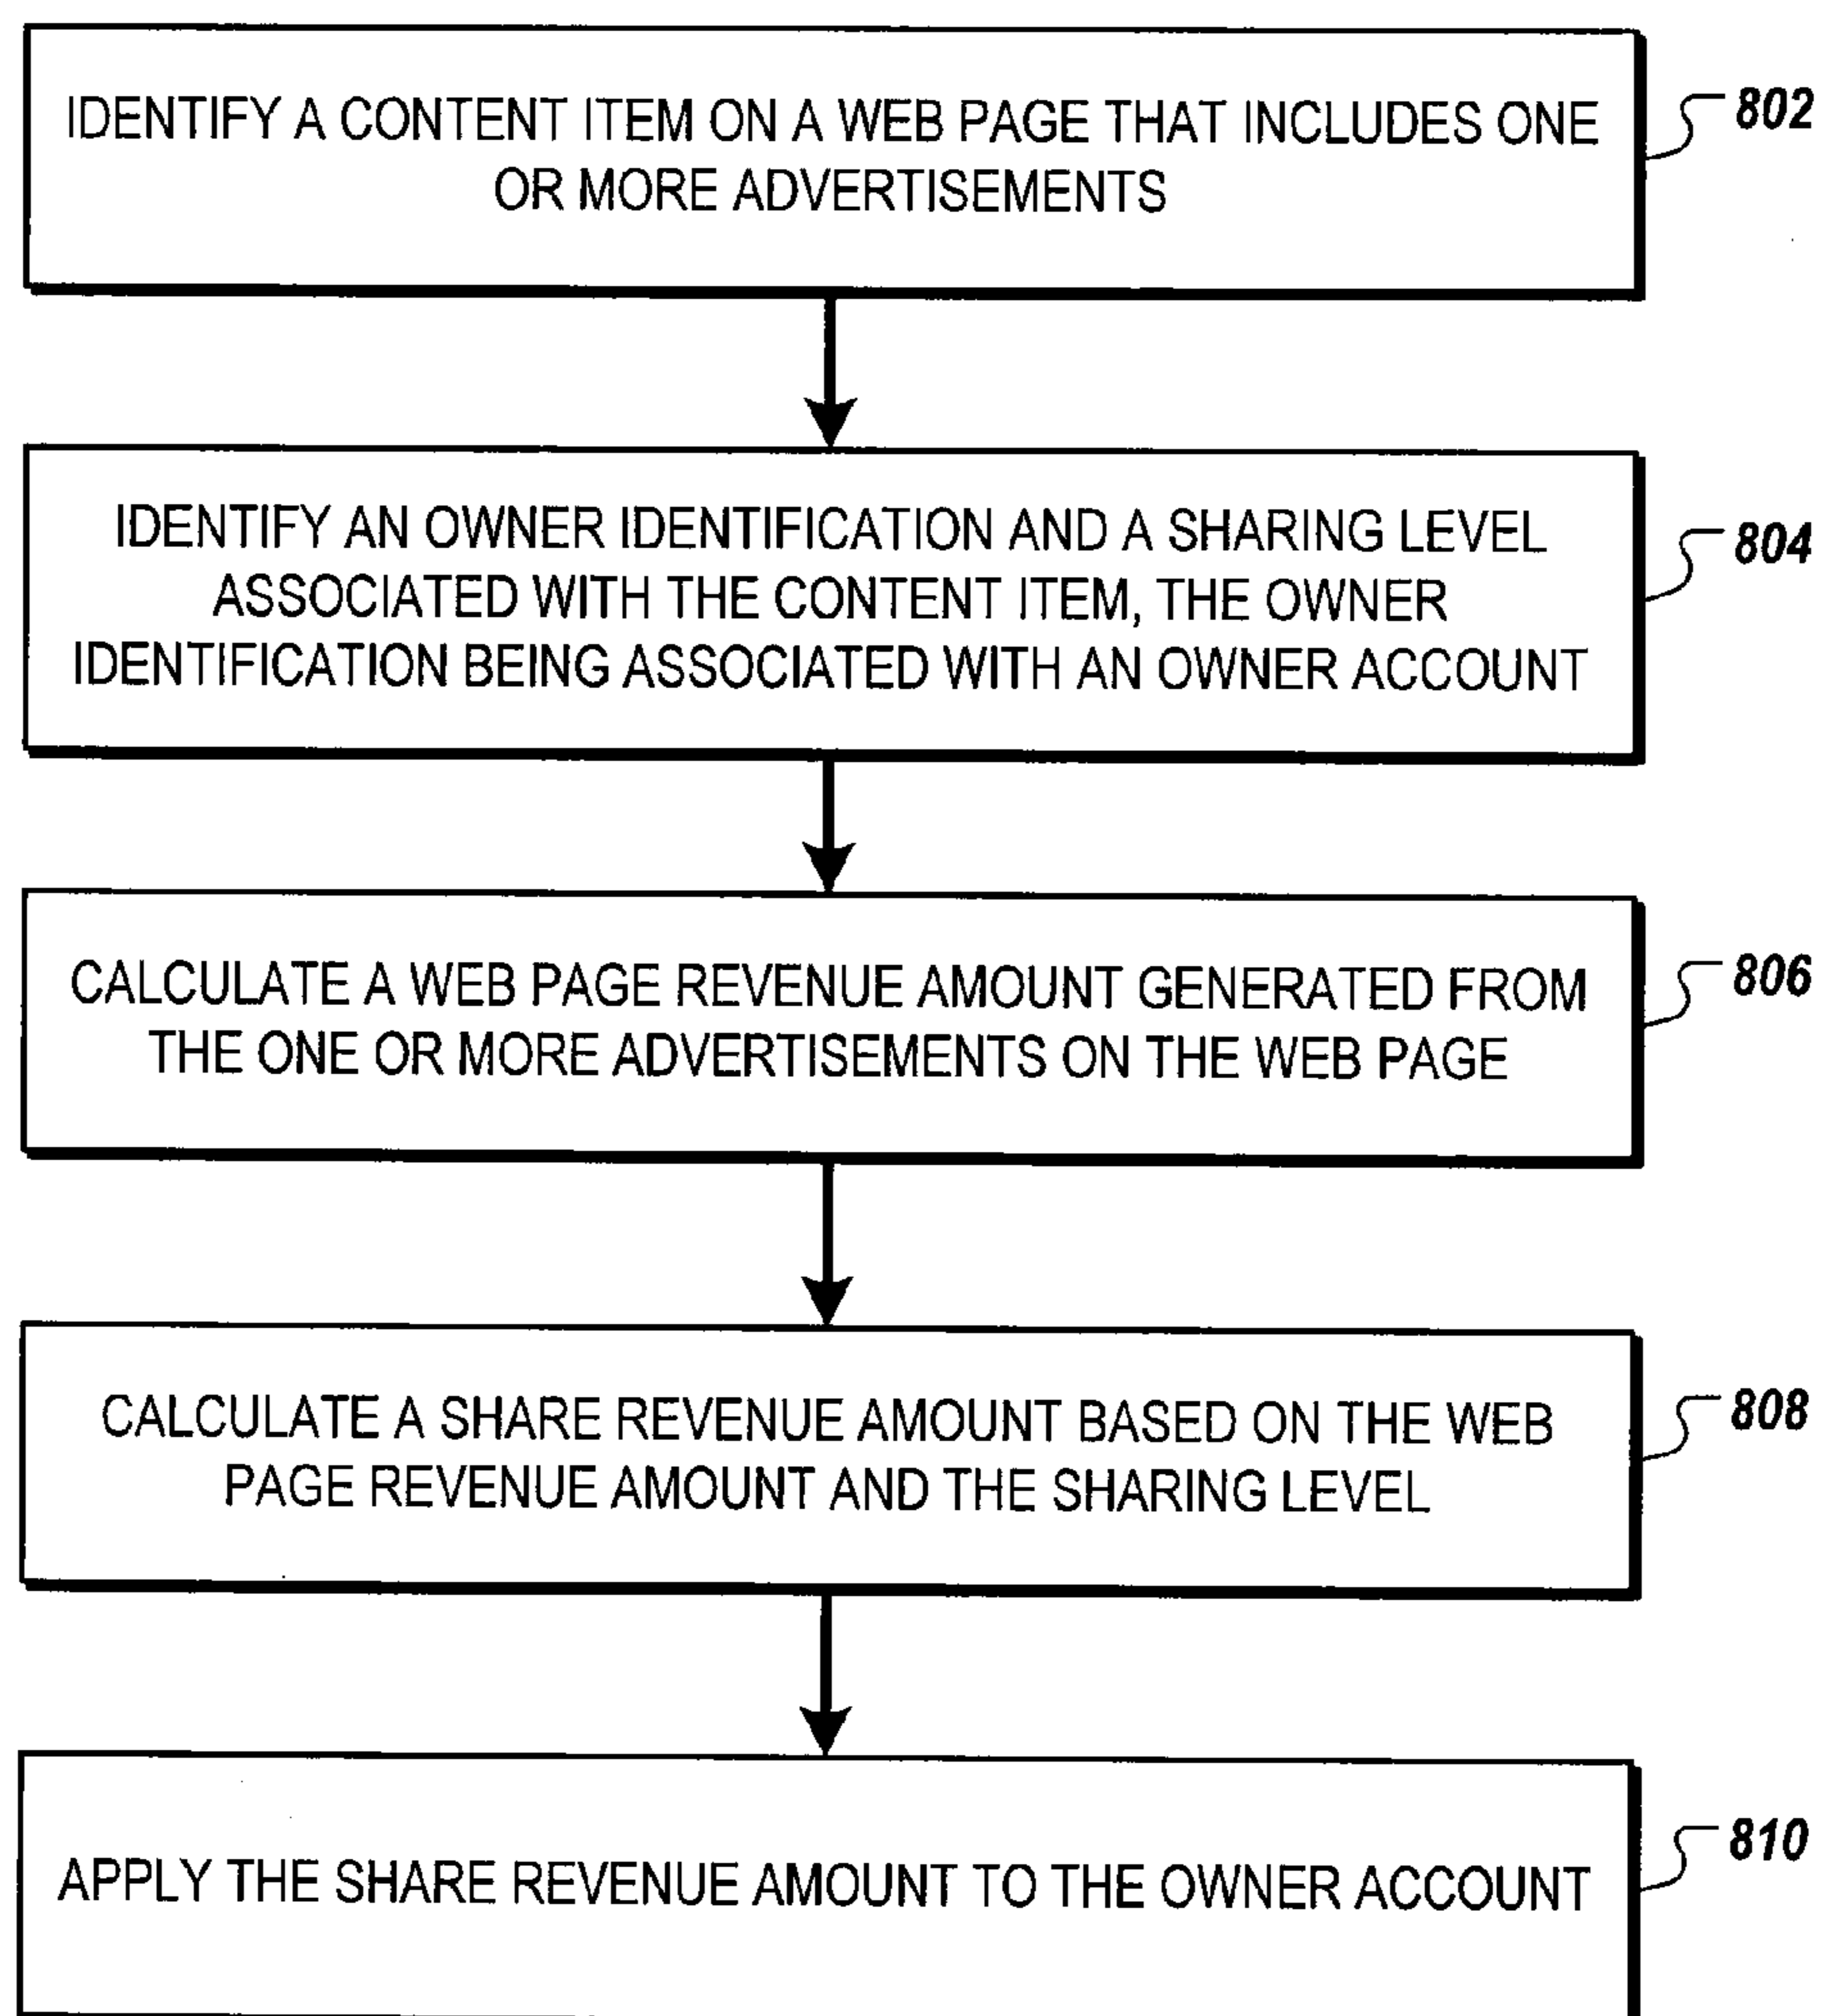 IDENTIFY A CONTENT ITEM ON A WEB PAGE THAT INCLUDES ONE
OR MORE ADVERTISEMENTS
802
IDENTIFY AN OWNER IDENTIFICATION AND A SHARING LEVEL
ASSOCIATED WITH THE CONTENT ITEM, THE OWNER
IDENTIFICATION BEING ASSOCIATED WITH AN OWNER ACCOUNT
804
CALCULATE A WEB PAGE REVENUE AMOUNT GENERATED FROM
THE ONE OR MORE ADVERTISEMENTS ON THE WEB PAGE
806
CALCULATE A SHARE REVENUE AMOUNT BASED ON THE WEB
PAGE REVENUE AMOUNT AND THE SHARING LEVEL
808
APPLY THE SHARE REVENUE AMOUNT TO THE OWNER ACCOUNT
810